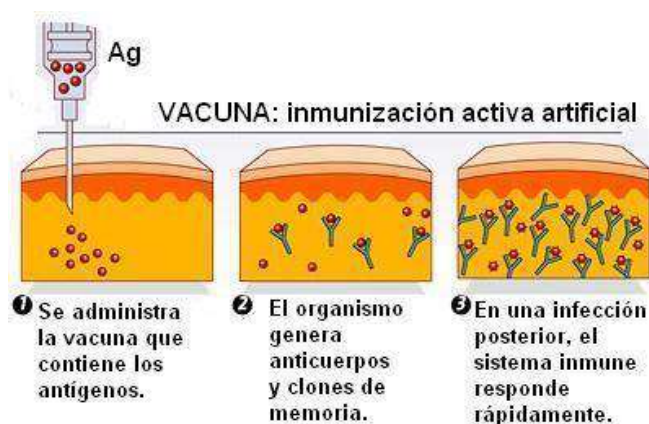 Ag
VACUNA: inmunización activa artificial
1 Se administra
la vacuna que
contiene los
antígenos.
2 El organismo
genera
anticuerpos
y clones de
memoria.
3 En una infección
posterior, el
sistema inmune
responde
rápidamente.